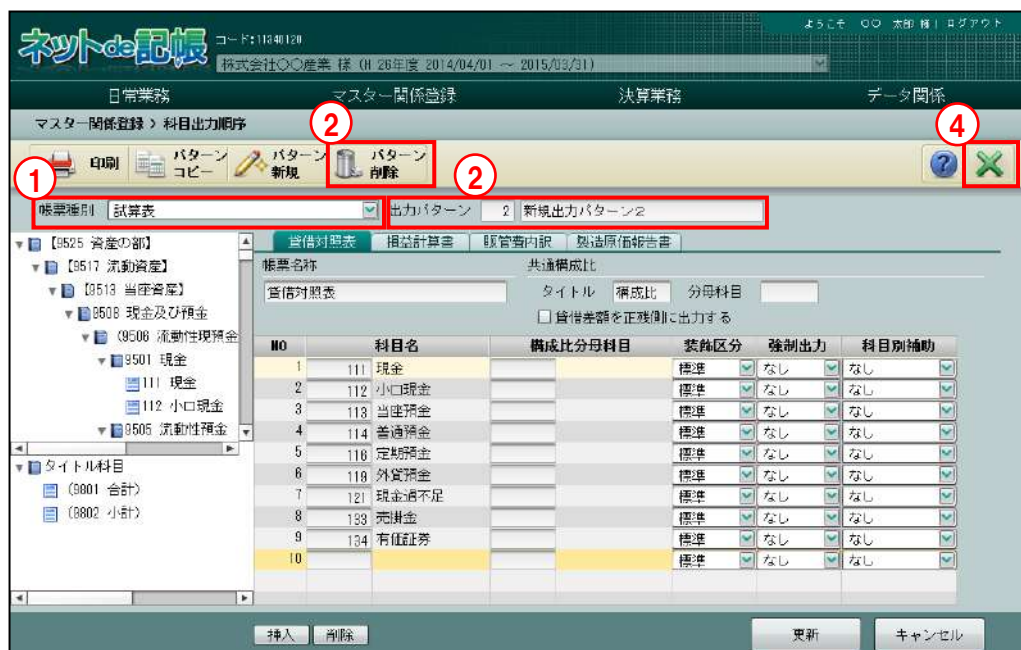 ようこそ 〇〇 太郎 様 | ログアウト
ネットde記帳 コード:11340120
株式会社〇〇産業 様 (H 26年度 2014/04/01 ～ 2015/03/31)
日常業務 マスター関係登録 決算業務 データ関係
マスター関係登録 > 科目出力順序
② ④
印刷 パターンコピー パターン新規 パターン削除 ?
① ②
帳票種別 試算表 出力パターン 2 新規出力パターン2
【9525 資産の部】
【9517 流動資産】
【9513 当座資産】
9508 現金及び預金
(9506 流動性現預金
9501 現金
111 現金
112 小口現金
9505 流動性預金
タイトル科目
(9801 合計)
(9802 小計)
貸借対照表 損益計算書 販管費内訳 製造原価報告書
帳票名称 共通構成比
貸借対照表 タイトル 構成比 分母科目
貸借差額を正残側に出力する
NO 科目名 構成比分母科目 装飾区分 強制出力 科目別補助
1 111 現金 標準 なし なし
2 112 小口現金 標準 なし なし
3 113 当座預金 標準 なし なし
4 114 普通預金 標準 なし なし
5 116 定期預金 標準 なし なし
6 119 外貨預金 標準 なし なし
7 121 現金過不足 標準 なし なし
8 133 売掛金 標準 なし なし
9 134 有価証券 標準 なし なし
10 標準 なし なし
挿入 削除 更新 キャンセル